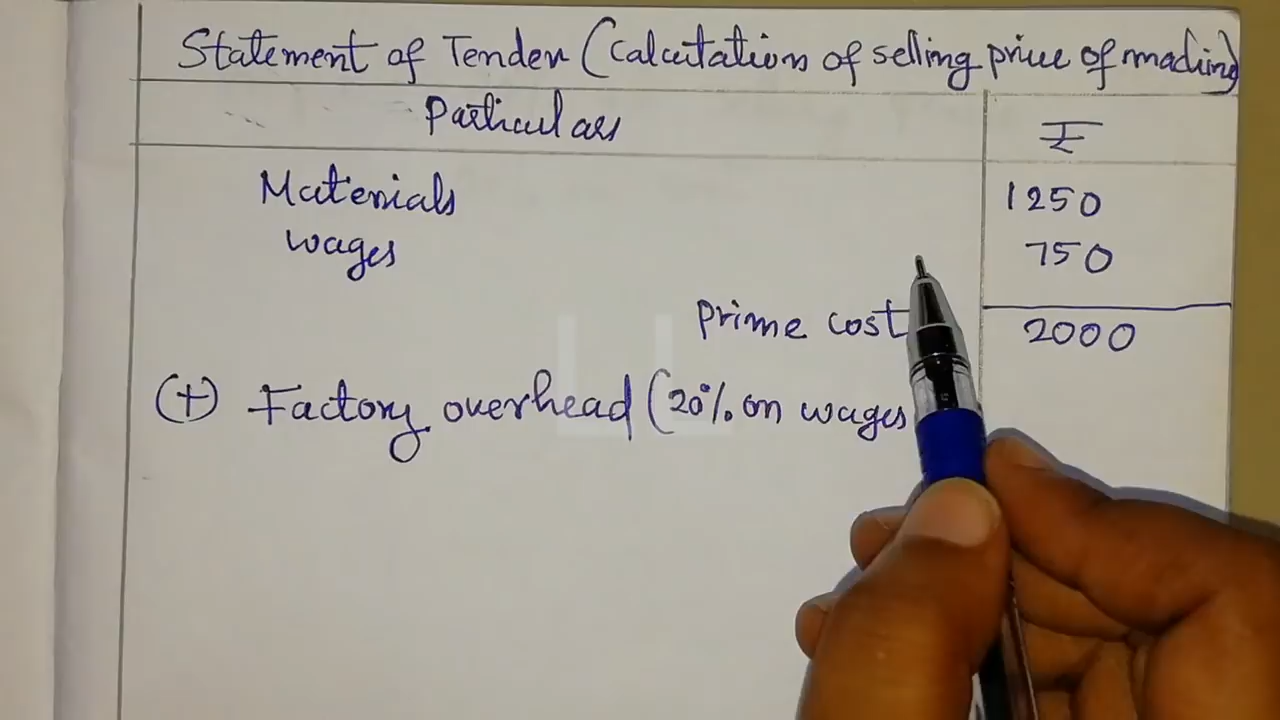 Statement of Tender (Calculation of selling price of machine)
Particulars ₹
Materials 1250
wages 750
Prime cost 2000
(+) Factory overhead (20% on wages